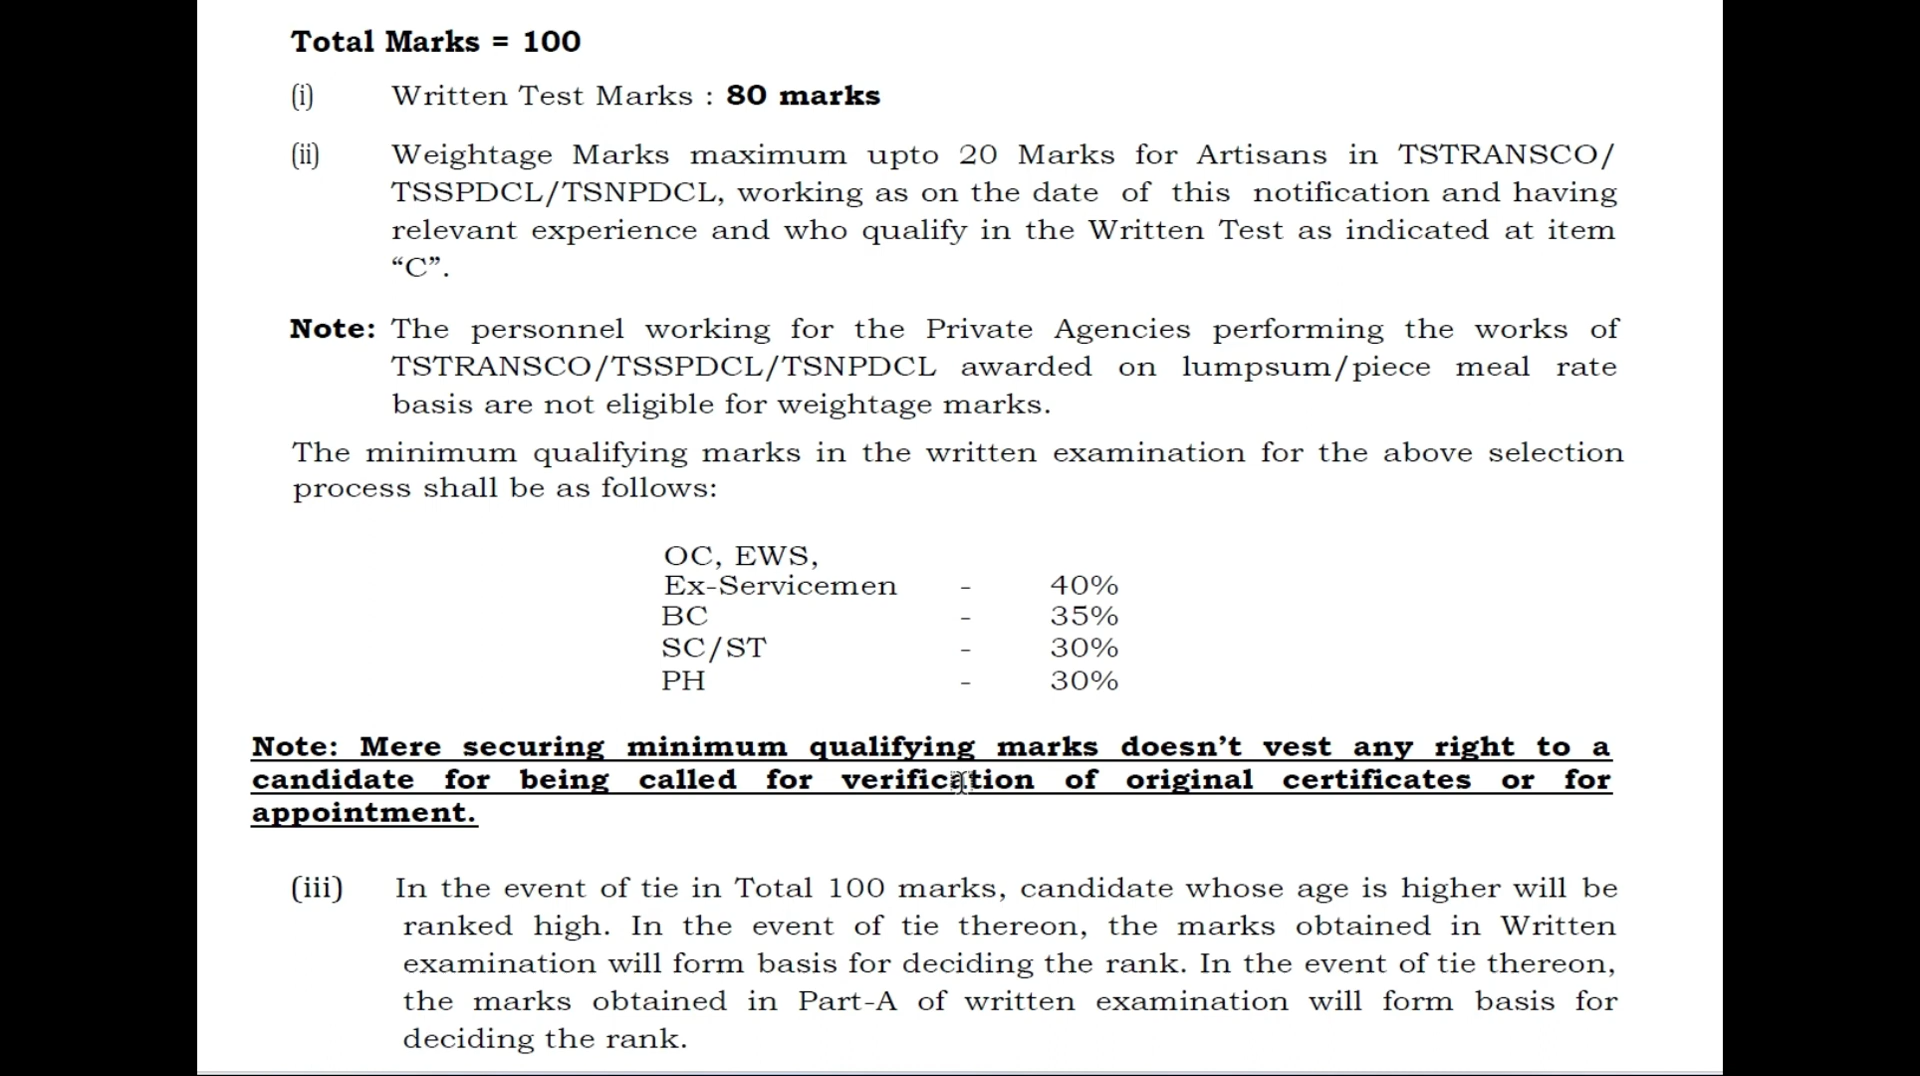 Total Marks = 100
(i) Written Test Marks : 80 marks
(ii) Weightage Marks maximum upto 20 Marks for Artisans in TSTRANSCO/
TSSPDCL/TSNPDCL, working as on the date of this notification and having
relevant experience and who qualify in the Written Test as indicated at item
“C”.
Note: The personnel working for the Private Agencies performing the works of
TSTRANSCO/TSSPDCL/TSNPDCL awarded on lumpsum/piece meal rate
basis are not eligible for weightage marks.
The minimum qualifying marks in the written examination for the above selection
process shall be as follows:
OC, EWS,
Ex-Servicemen - 40%
BC - 35%
SC/ST - 30%
PH - 30%
Note: Mere securing minimum qualifying marks doesn’t vest any right to a
candidate for being called for verification of original certificates or for
appointment.
(iii) In the event of tie in Total 100 marks, candidate whose age is higher will be
ranked high. In the event of tie thereon, the marks obtained in Written
examination will form basis for deciding the rank. In the event of tie thereon,
the marks obtained in Part-A of written examination will form basis for
deciding the rank.